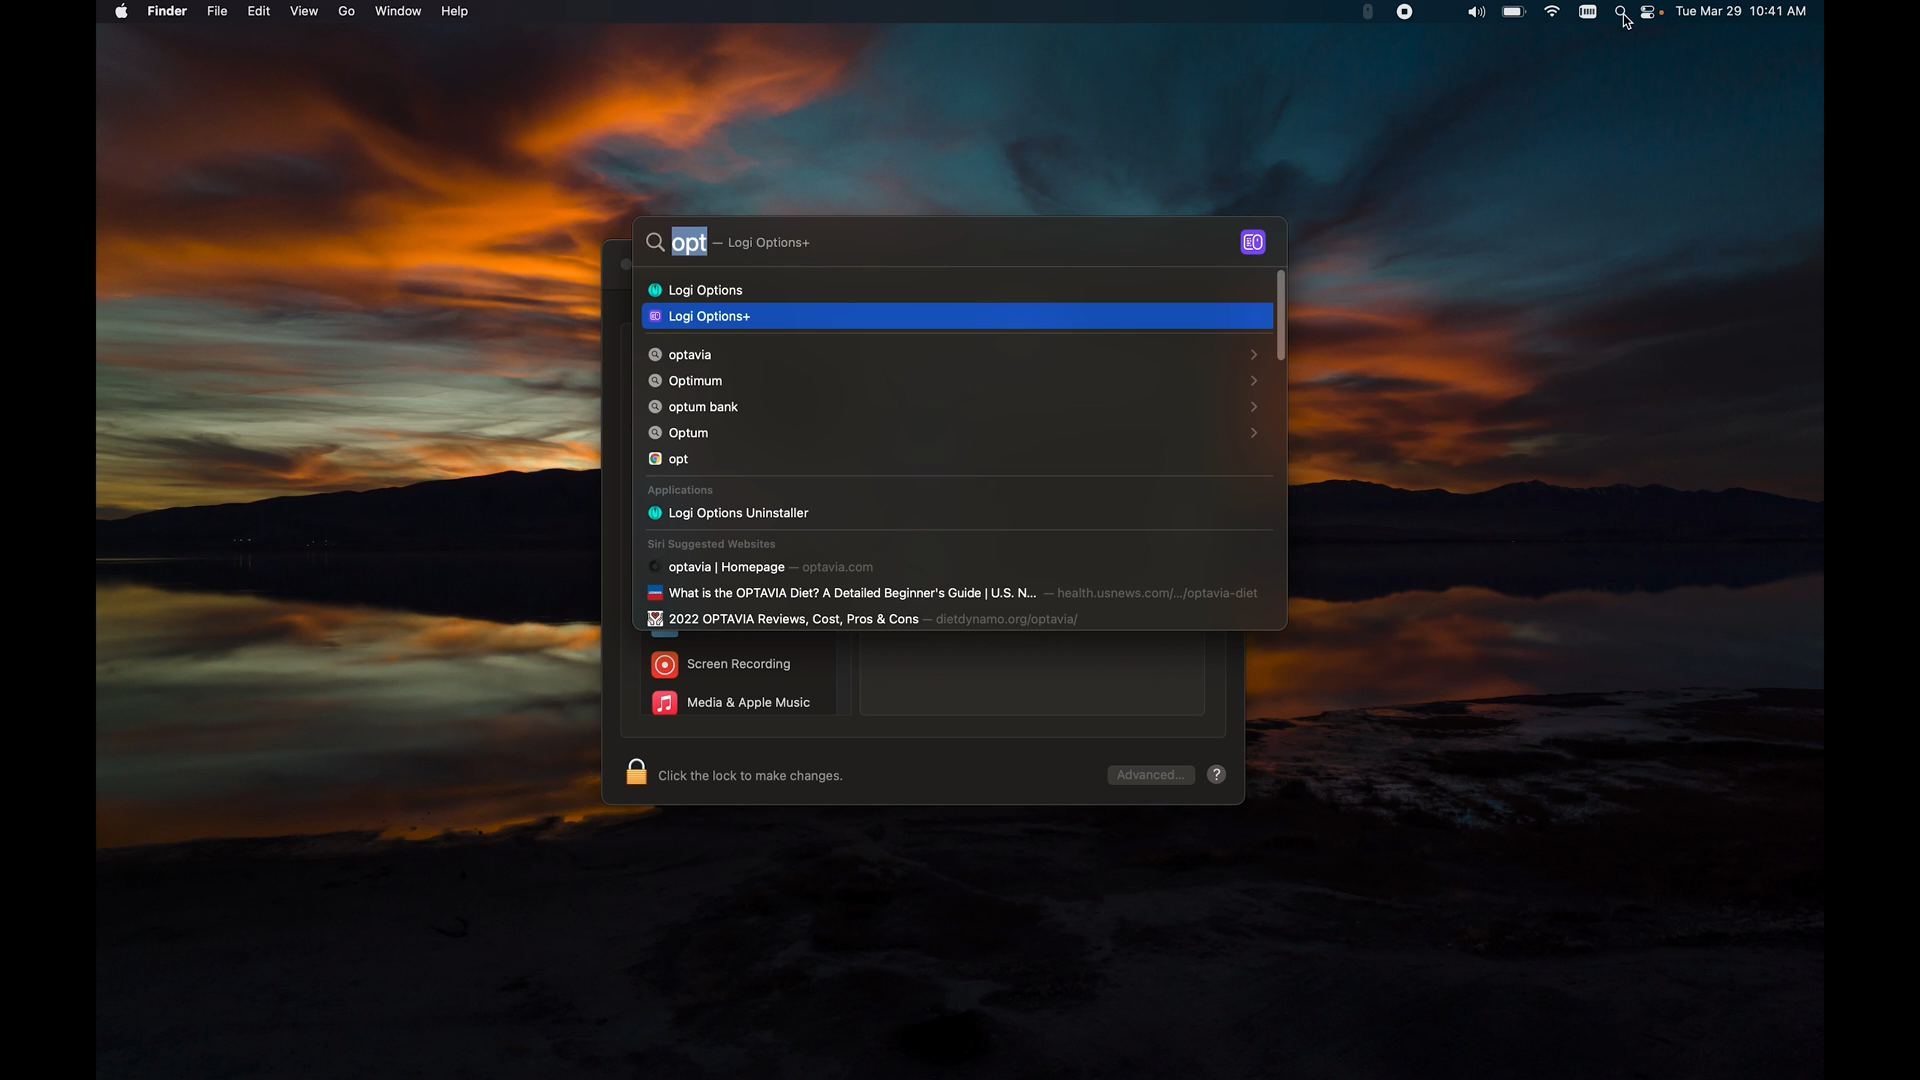 Finder File Edit View Go Window Help Tue Mar 29 10:41 AM
opt — Logi Options+
Logi Options
Logi Options+
optavia
Optimum
optum bank
Optum
opt
Applications
Logi Options Uninstaller
Siri Suggested Websites
optavia | Homepage — optavia.com
What is the OPTAVIA Diet? A Detailed Beginner's Guide | U.S. N... — health.usnews.com/.../optavia-diet
2022 OPTAVIA Reviews, Cost, Pros & Cons — dietdynamo.org/optavia/
Screen Recording
Media & Apple Music
Click the lock to make changes. Advanced... ?